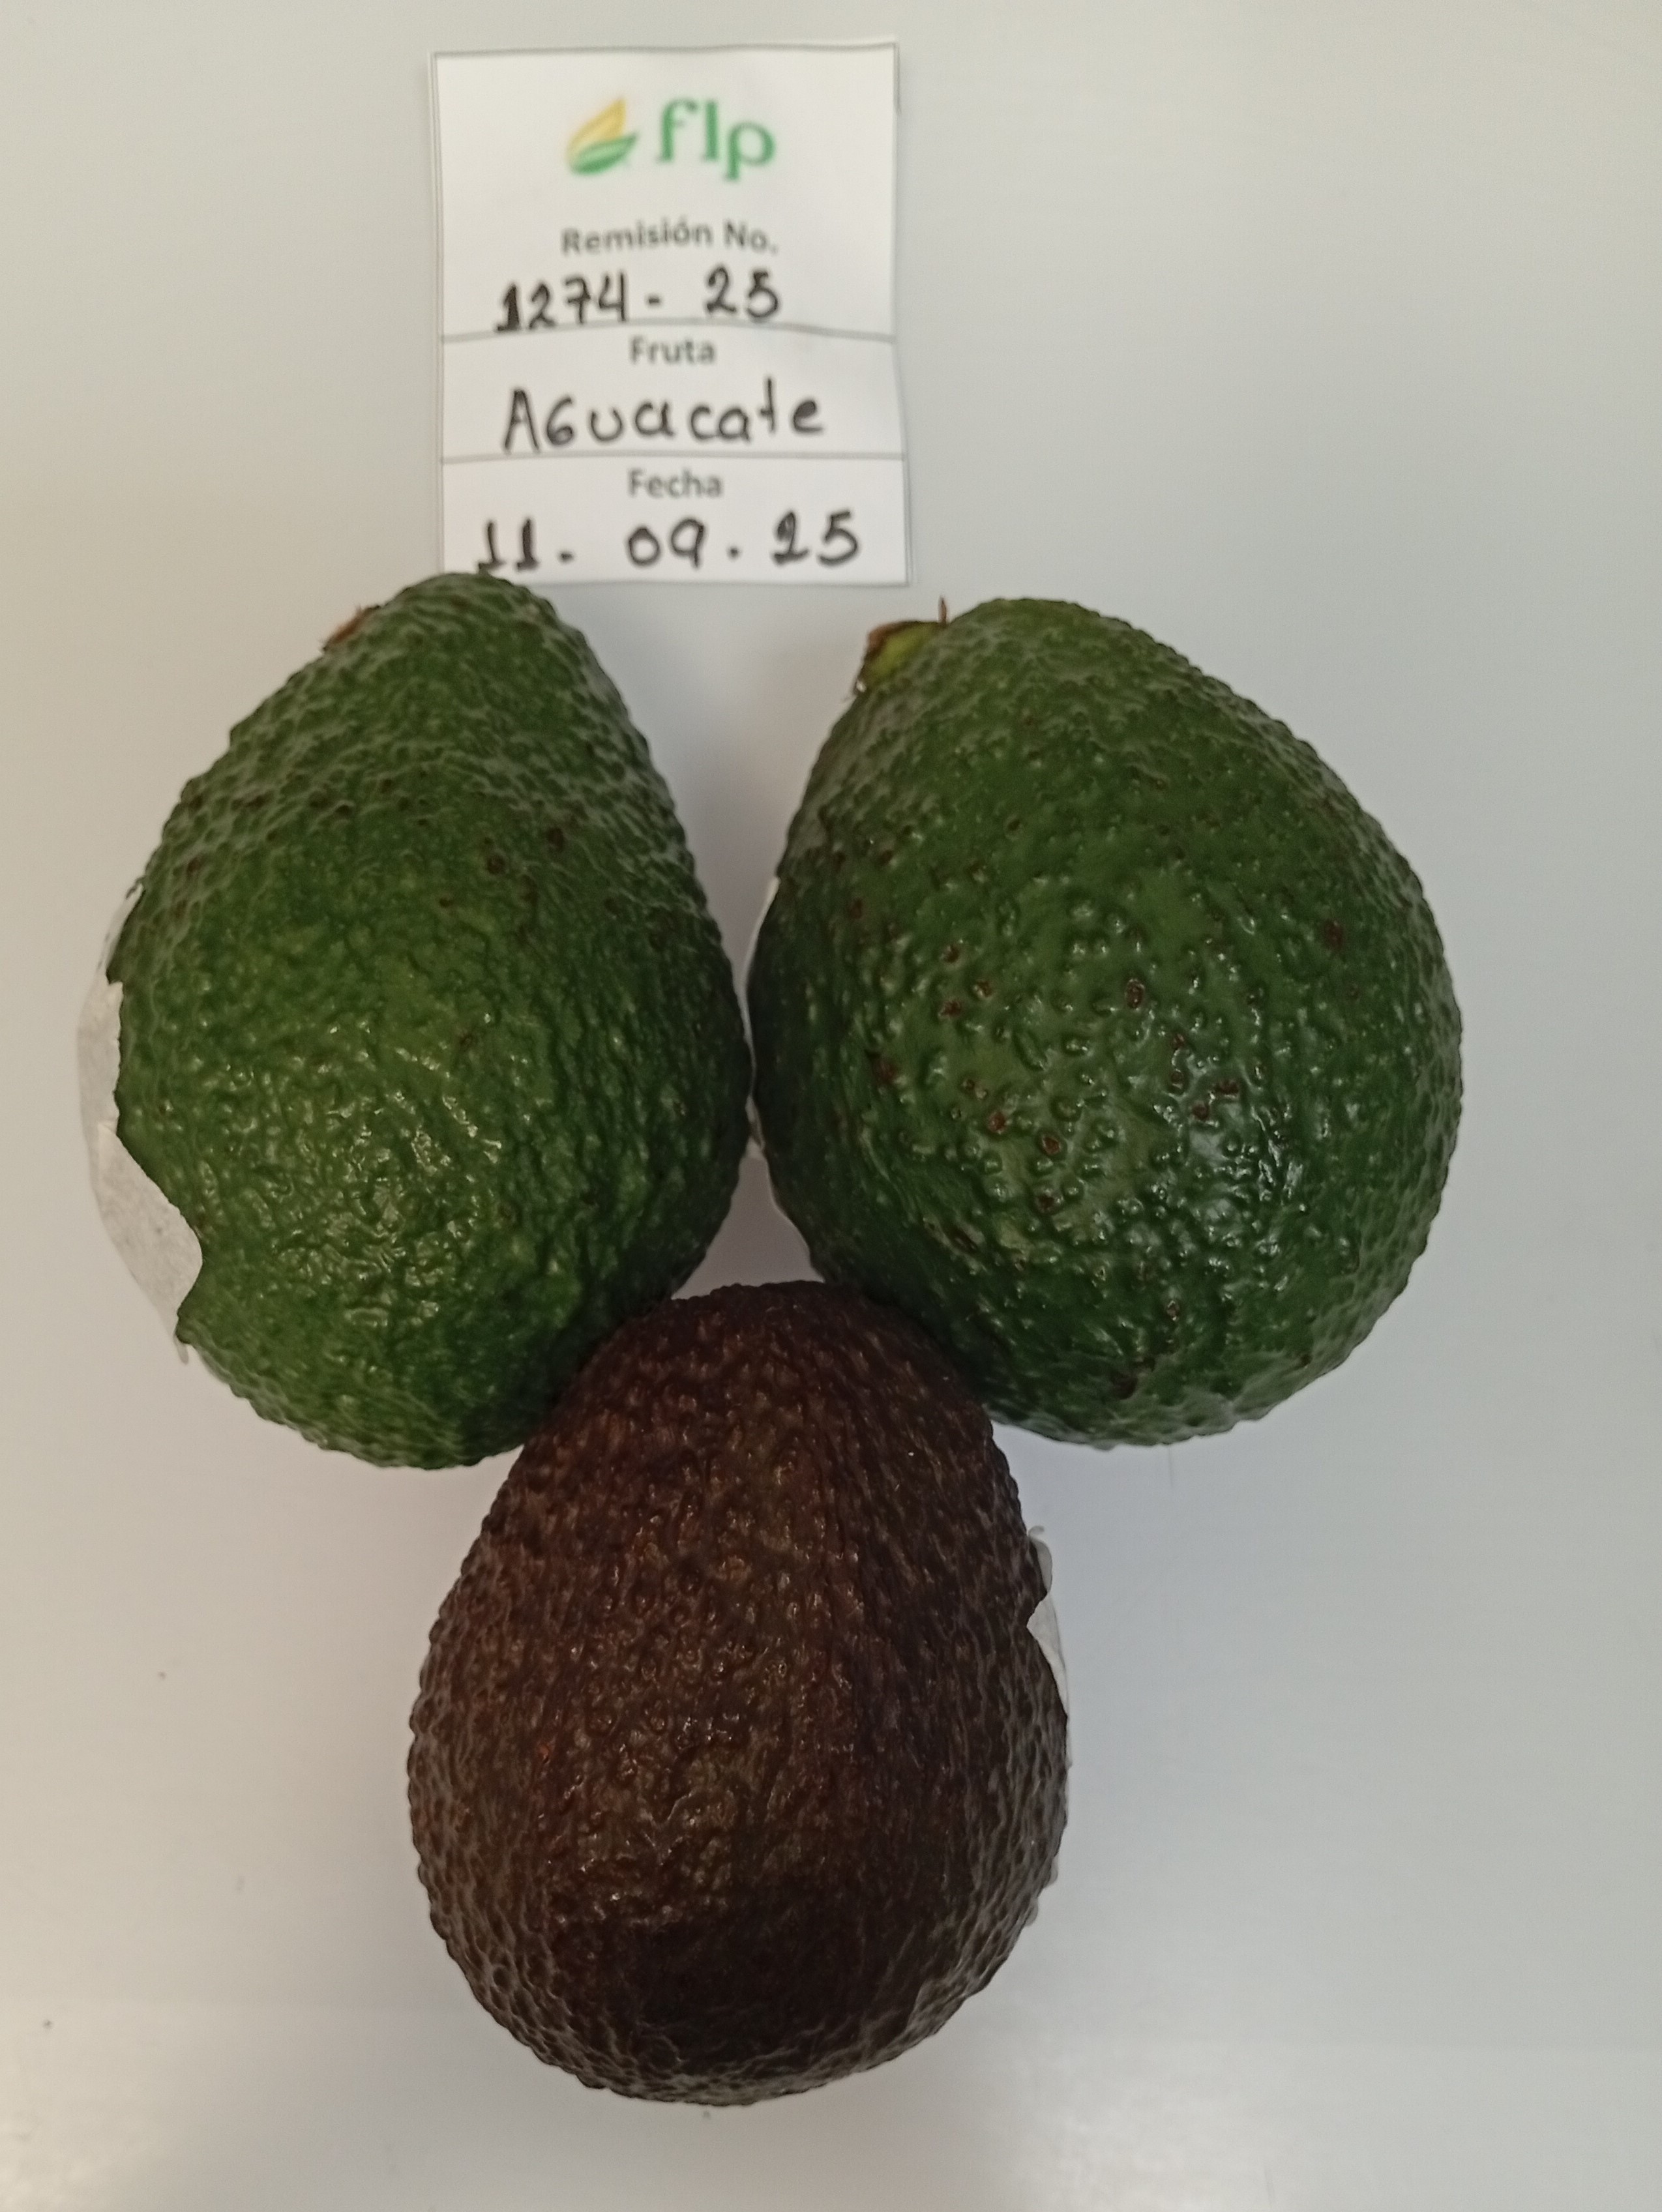 flp
Remisión No.
1274 - 25
Fruta
AGuacate
Fecha
11. 09. 25